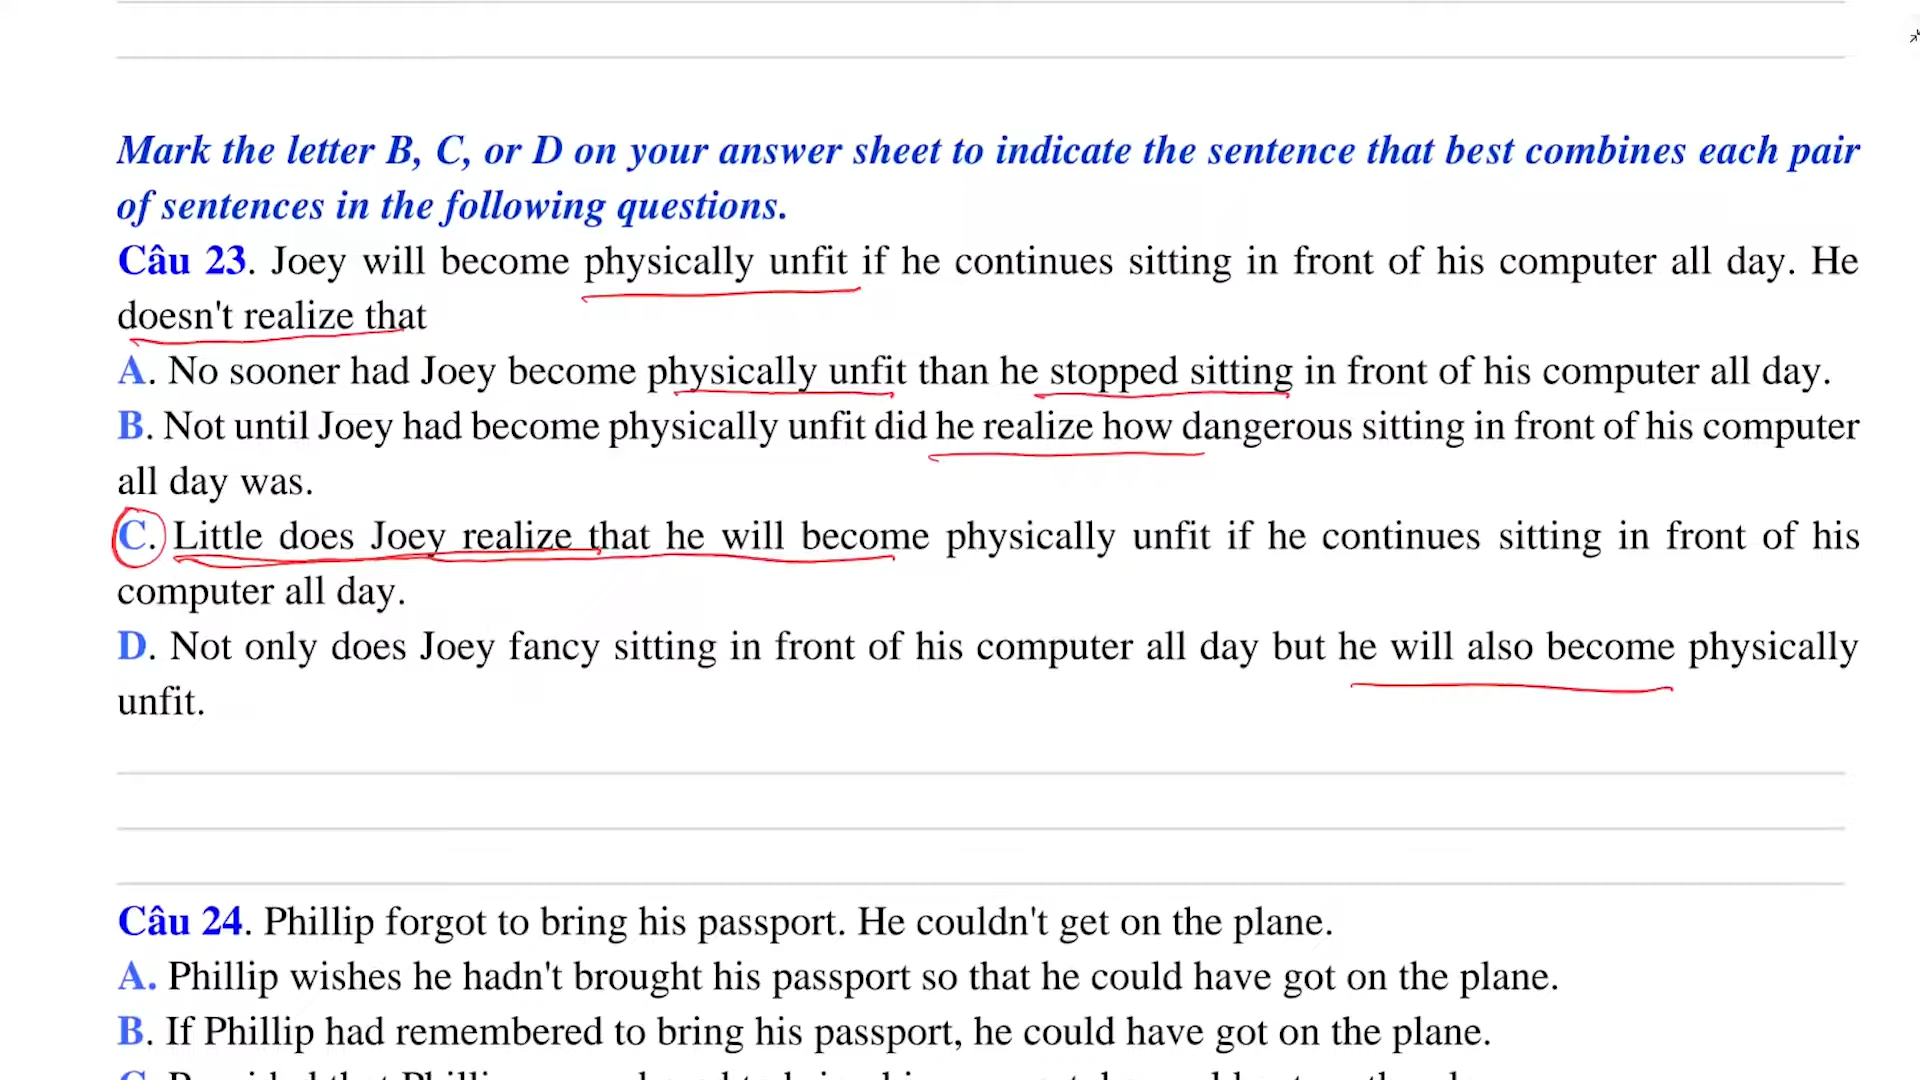 Mark the letter B, C, or D on your answer sheet to indicate the sentence that best combines each pair
of sentences in the following questions.
Câu 23. Joey will become physically unfit if he continues sitting in front of his computer all day. He
doesn't realize that
A. No sooner had Joey become physically unfit than he stopped sitting in front of his computer all day.
B. Not until Joey had become physically unfit did he realize how dangerous sitting in front of his computer
all day was.
C. Little does Joey realize that he will become physically unfit if he continues sitting in front of his
computer all day.
D. Not only does Joey fancy sitting in front of his computer all day but he will also become physically
unfit.
Câu 24. Phillip forgot to bring his passport. He couldn't get on the plane.
A. Phillip wishes he hadn't brought his passport so that he could have got on the plane.
B. If Phillip had remembered to bring his passport, he could have got on the plane.